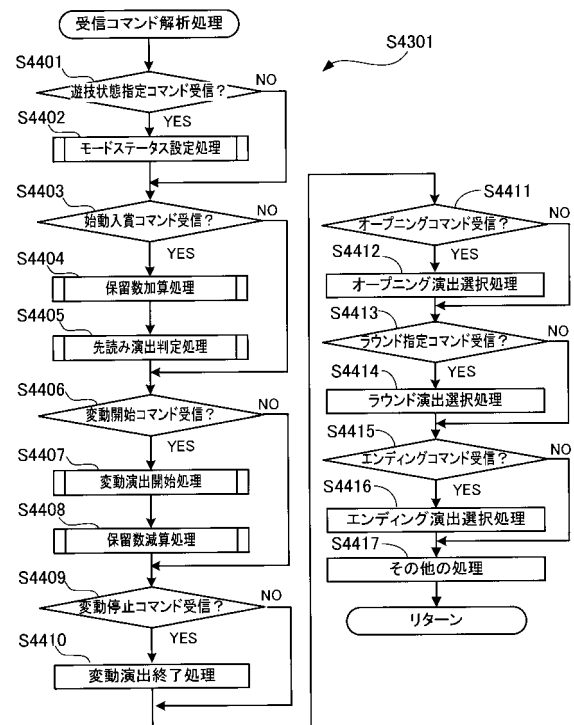 受信コマンド解析処理
S4301
S4401
遊技状態指定コマンド受信?
NO
YES
S4402
モードステータス設定処理
S4403
始動入賞コマンド受信?
NO
YES
S4404
保留数加算処理
S4405
先読み演出判定処理
S4406
変動開始コマンド受信?
NO
YES
S4407
変動演出開始処理
S4408
保留数減算処理
S4409
変動停止コマンド受信?
NO
YES
S4410
変動演出終了処理
S4411
オープニングコマンド受信?
NO
YES
S4412
オープニング演出選択処理
S4413
ラウンド指定コマンド受信?
NO
YES
S4414
ラウンド演出選択処理
S4415
エンディングコマンド受信?
NO
YES
S4416
エンディング演出選択処理
S4417
その他の処理
リターン